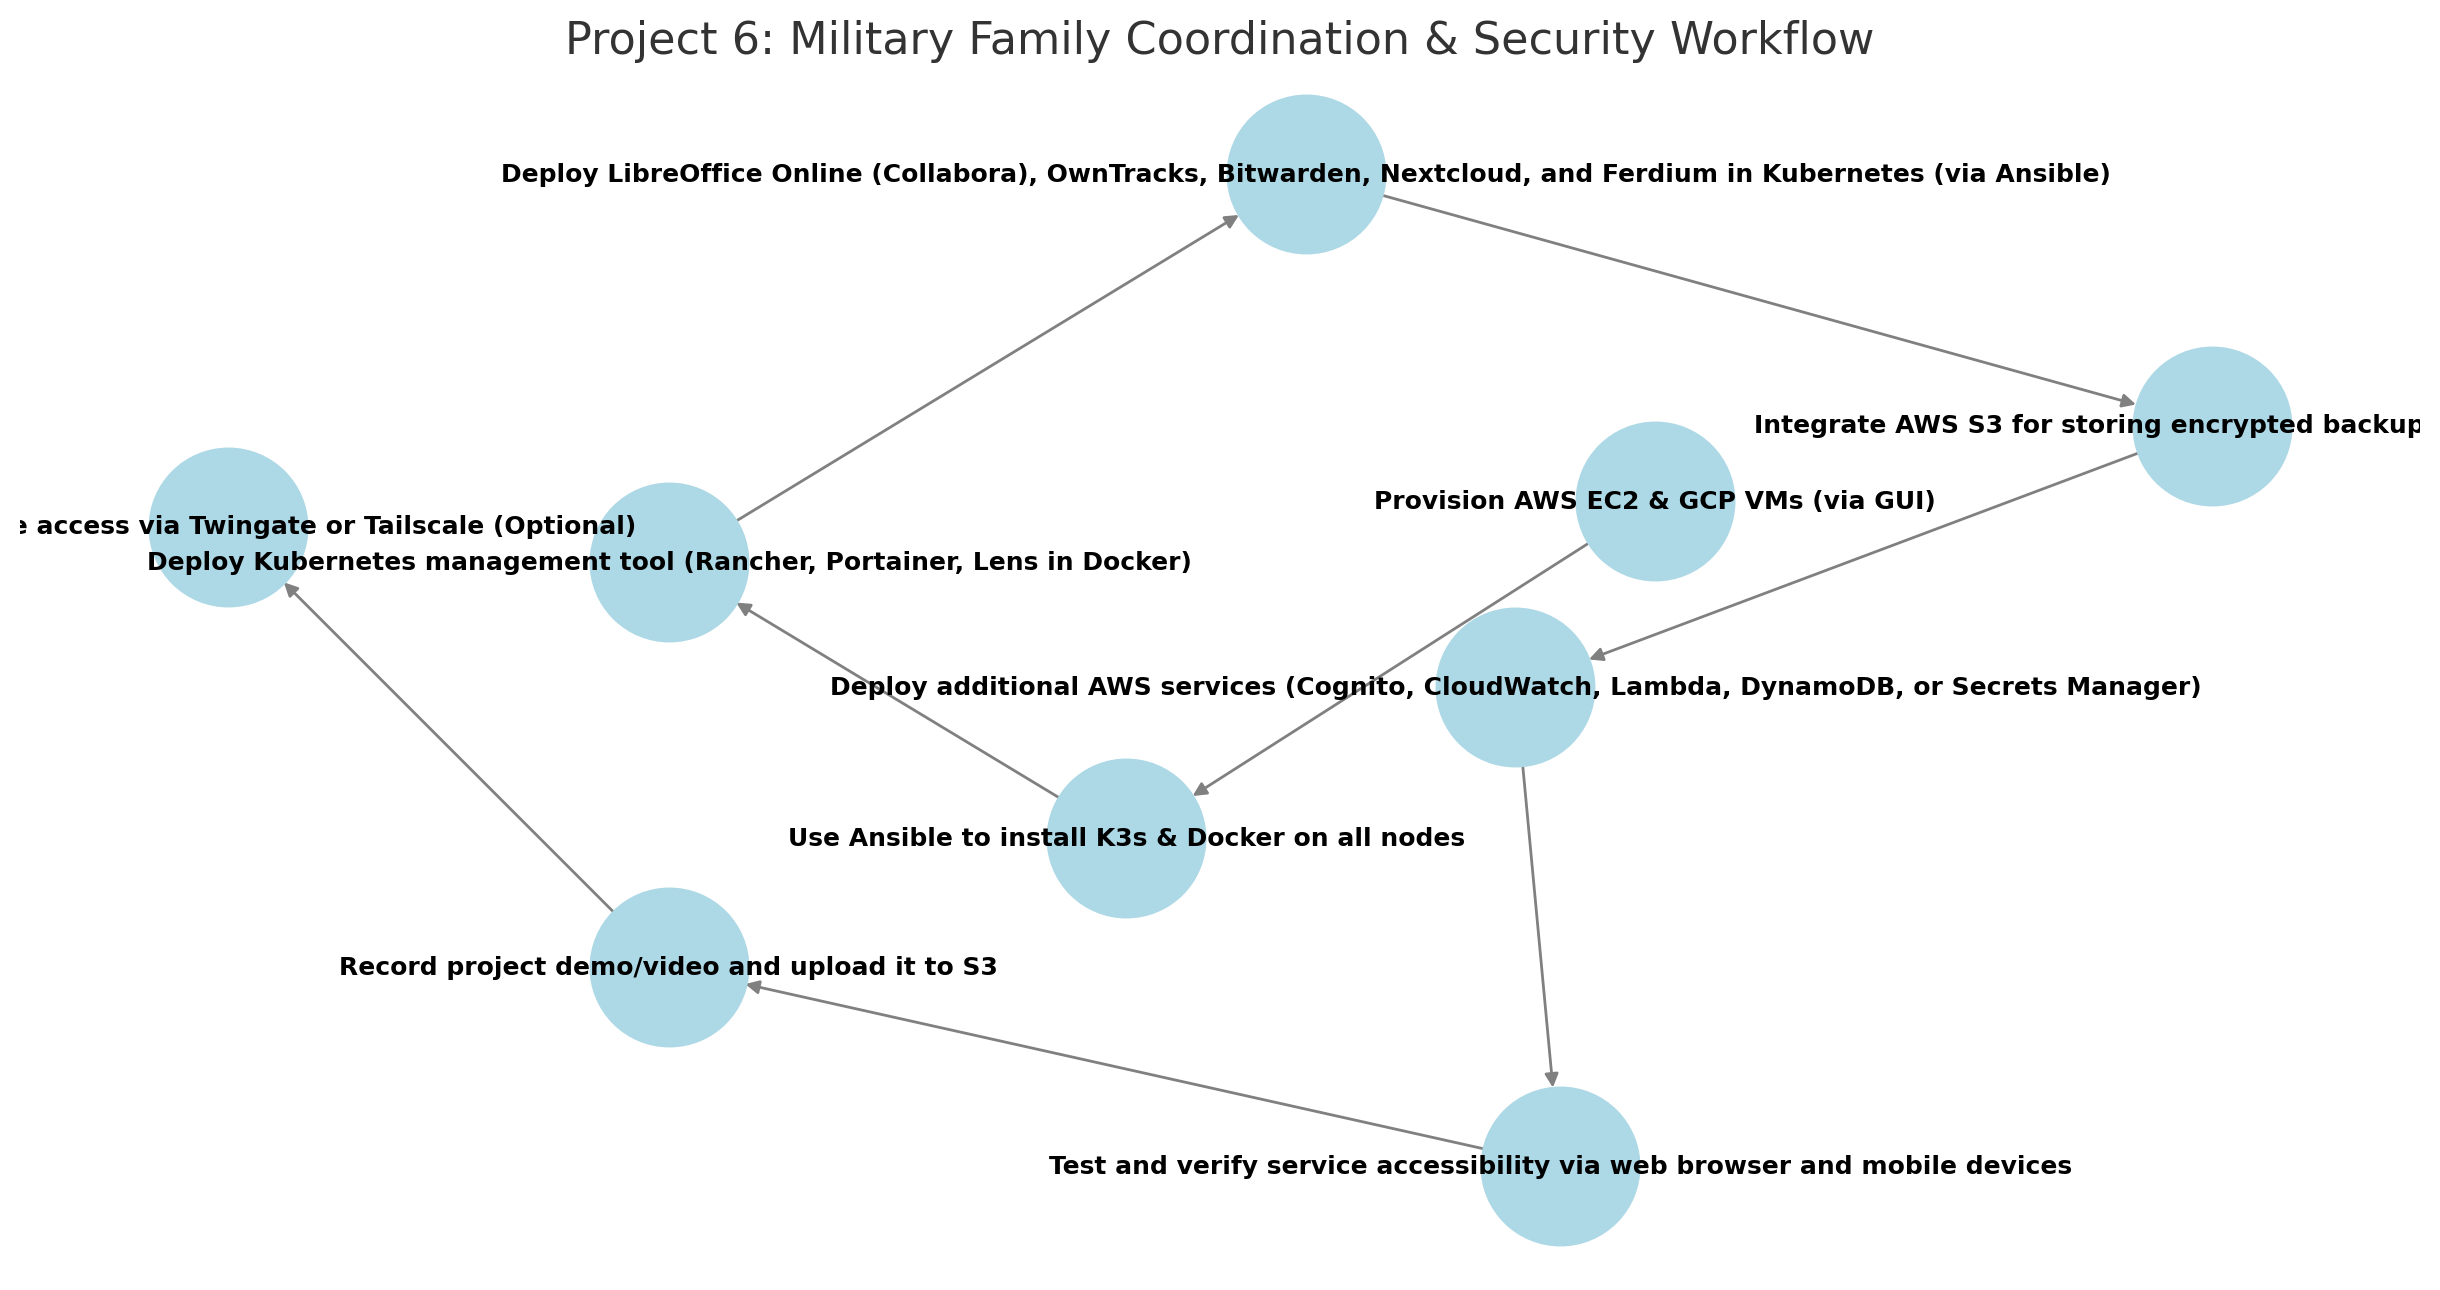 Project 6: Military Family Coordination & Security Workflow
Deploy LibreOffice Online (Collabora), OwnTracks, Bitwarden, Nextcloud, and Ferdium in Kubernetes (via Ansible)
Integrate AWS S3 for storing encrypted backup
Provision AWS EC2 & GCP VMs (via GUI)
e access via Twingate or Tailscale (Optional)
Deploy Kubernetes management tool (Rancher, Portainer, Lens in Docker)
Deploy additional AWS services (Cognito, CloudWatch, Lambda, DynamoDB, or Secrets Manager)
Use Ansible to install K3s & Docker on all nodes
Record project demo/video and upload it to S3
Test and verify service accessibility via web browser and mobile devices